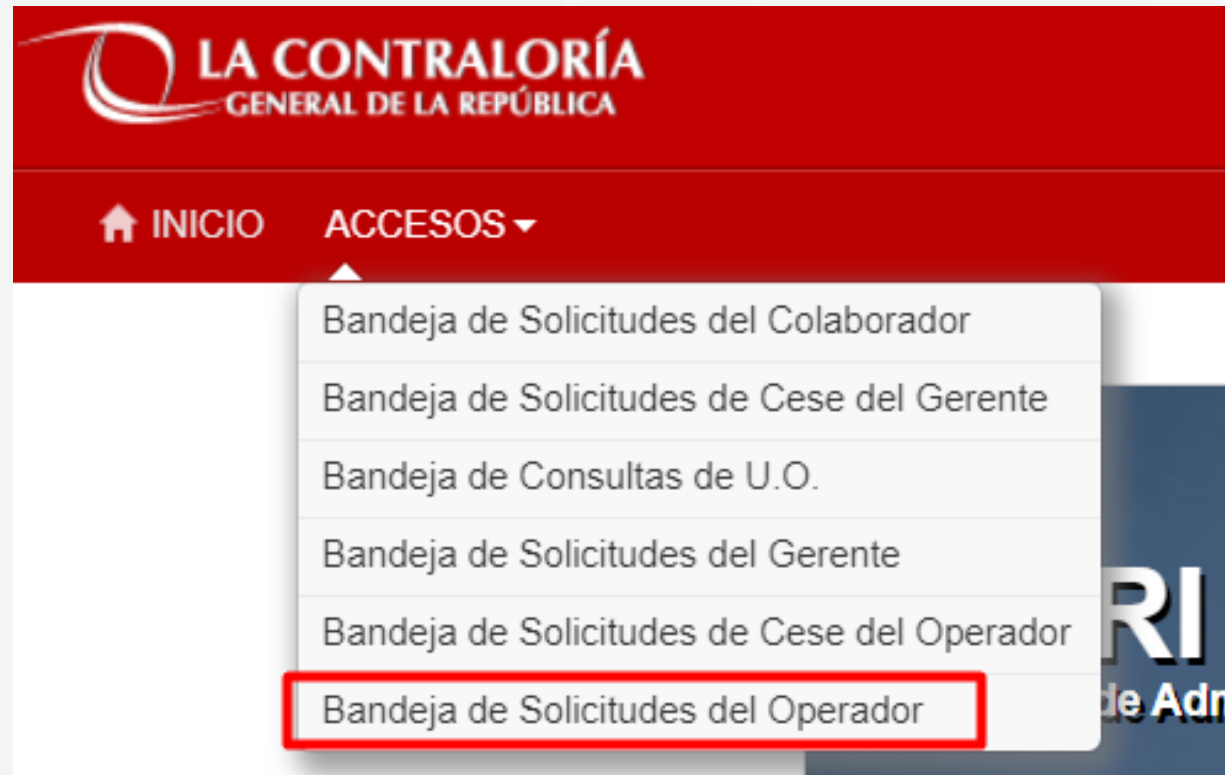 LA CONTRALORÍA
GENERAL DE LA REPÚBLICA
INICIO ACCESOS
Bandeja de Solicitudes del Colaborador
Bandeja de Solicitudes de Cese del Gerente
Bandeja de Consultas de U.O.
Bandeja de Solicitudes del Gerente
Bandeja de Solicitudes de Cese del Operador
Bandeja de Solicitudes del Operador
de